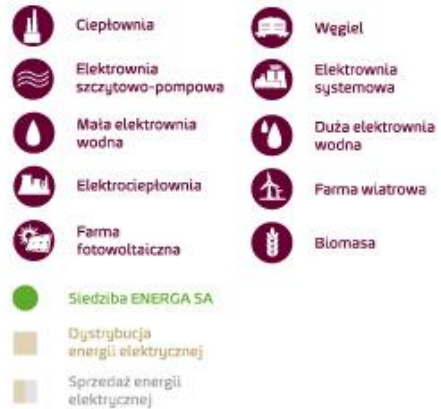 Ciepłownia
Węgiel
Elektrownia
szczytowo-pompowa
Elektrownia
systemowa
Mała elektrownia
wodna
Duża elektrownia
wodna
Elektrociepłownia
Farma wiatrowa
Farma
fotowoltaiczna
Biomasa
Siedziba ENERGA SA
Dystrybucja
energii elektrycznej
Sprzedaż energii
elektrycznej